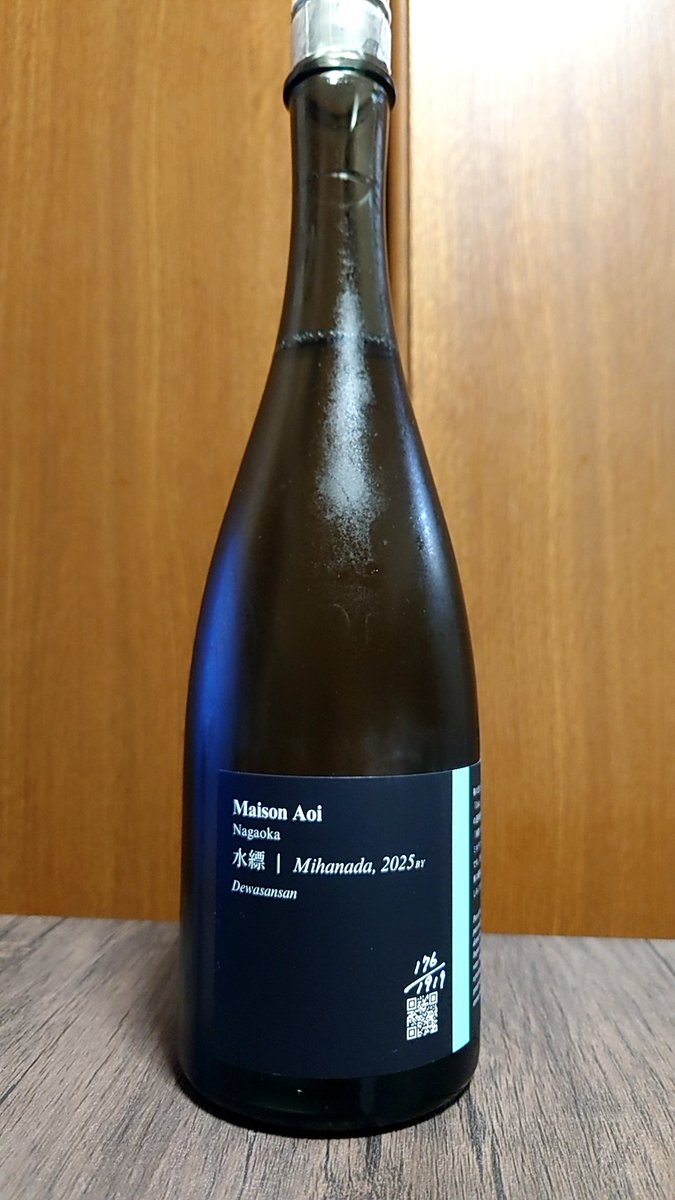 Maison Aoi
Nagaoka
水縹 | Mihanada, 2025BY
Dewasansan
176/1919